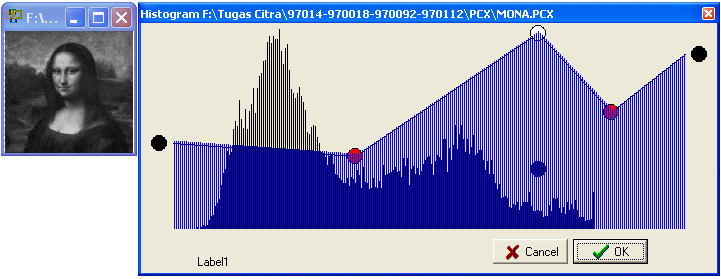 F:\...
Histogram F:\Tugas Citra\97014-970018-970092-970112\PCX\MONA.PCX
Label1
Cancel
OK